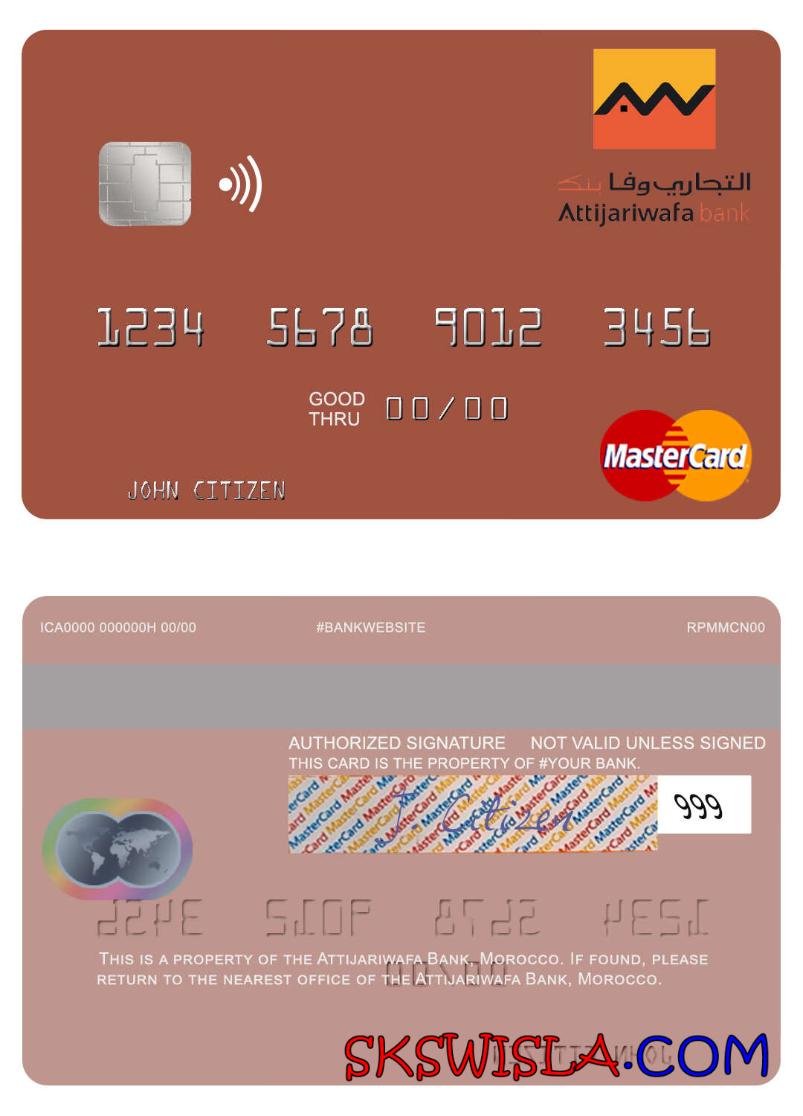 التجاري وفا بنك
Attijariwafa bank
1234 5678 9012 3456
GOOD THRU 00/00
MasterCard
JOHN CITIZEN
ICA0000 000000H 00/00 #BANKWEBSITE RPMMCN00
AUTHORIZED SIGNATURE NOT VALID UNLESS SIGNED
THIS CARD IS THE PROPERTY OF #YOUR BANK.
J. Citizen 999
THIS IS A PROPERTY OF THE ATTIJARIWAFA BANK, MOROCCO. IF FOUND, PLEASE
RETURN TO THE NEAREST OFFICE OF THE ATTIJARIWAFA BANK, MOROCCO.
SKSWISLA.COM